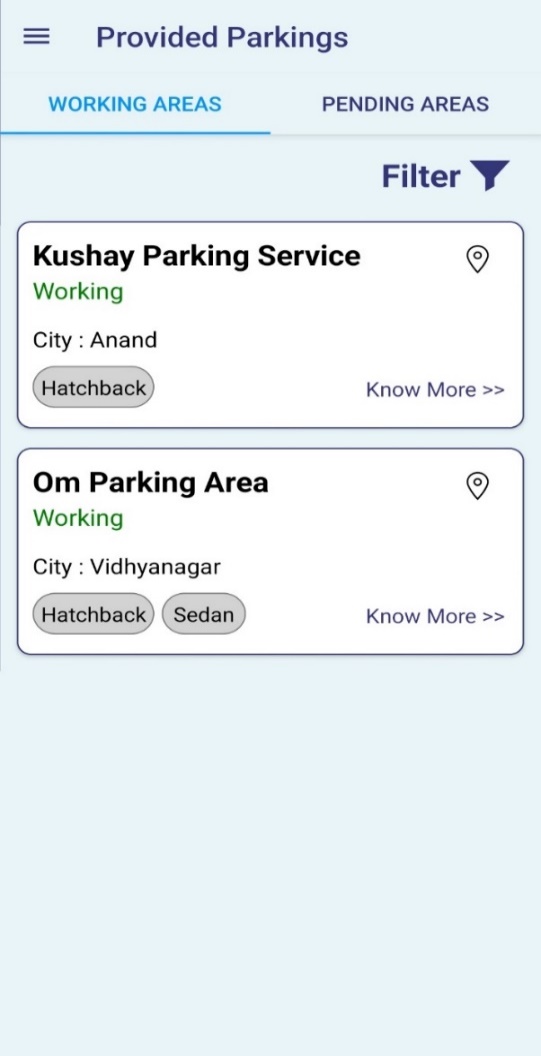 Provided Parkings
WORKING AREAS PENDING AREAS
Filter
Kushay Parking Service
Working
City : Anand
Hatchback Know More >>
Om Parking Area
Working
City : Vidhyanagar
Hatchback Sedan Know More >>